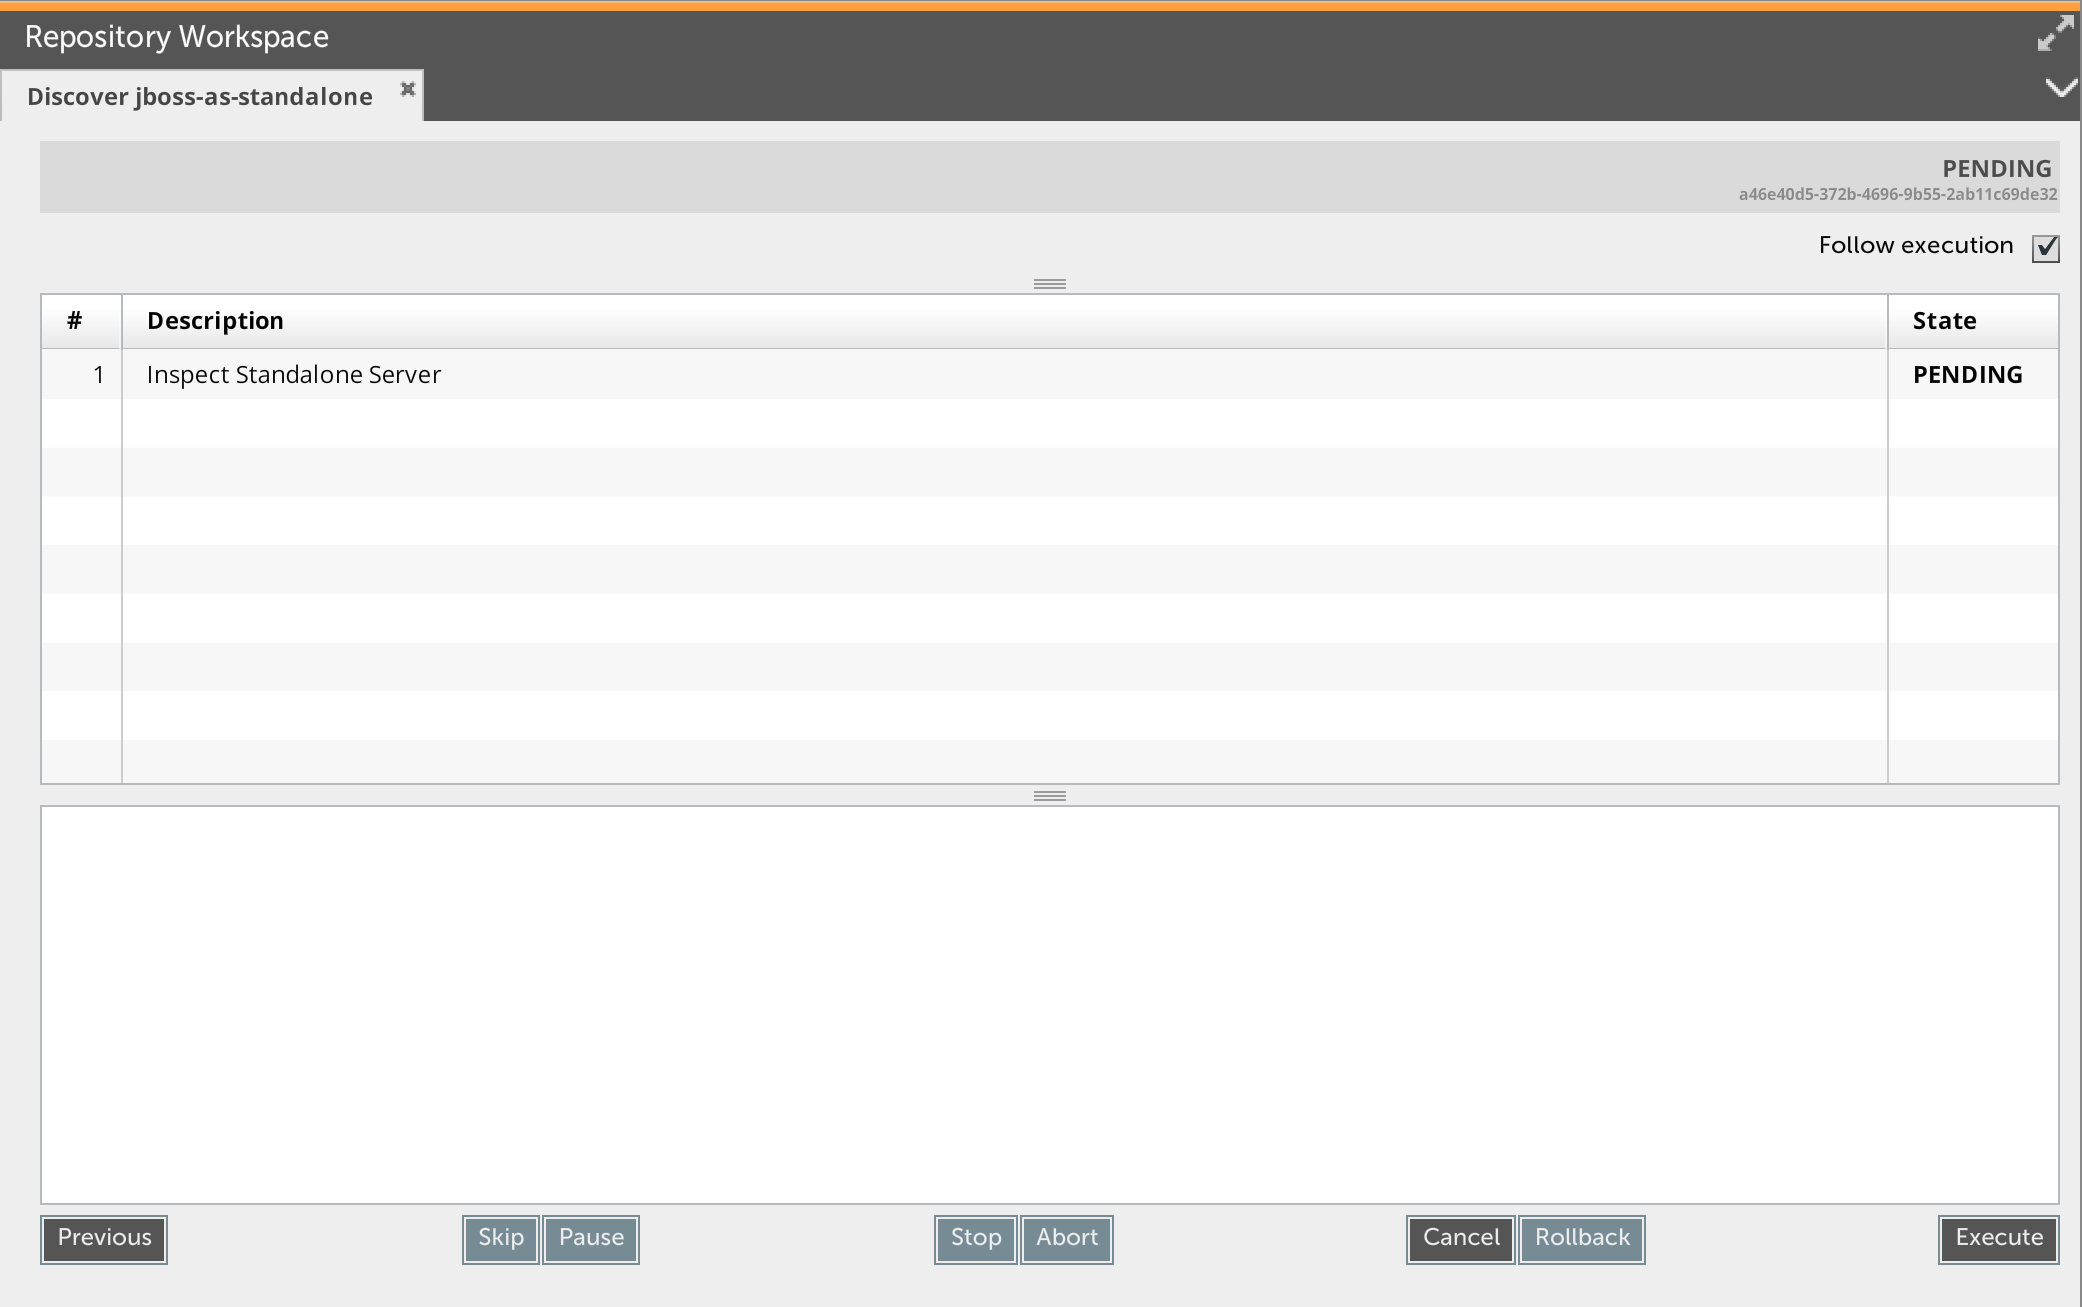 Repository Workspace
Discover jboss-as-standalone
PENDING
a46e40d5-372b-4696-9b55-2ab11c69de32
Follow execution
# Description State
1 Inspect Standalone Server PENDING
Previous Skip Pause Stop Abort Cancel Rollback Execute